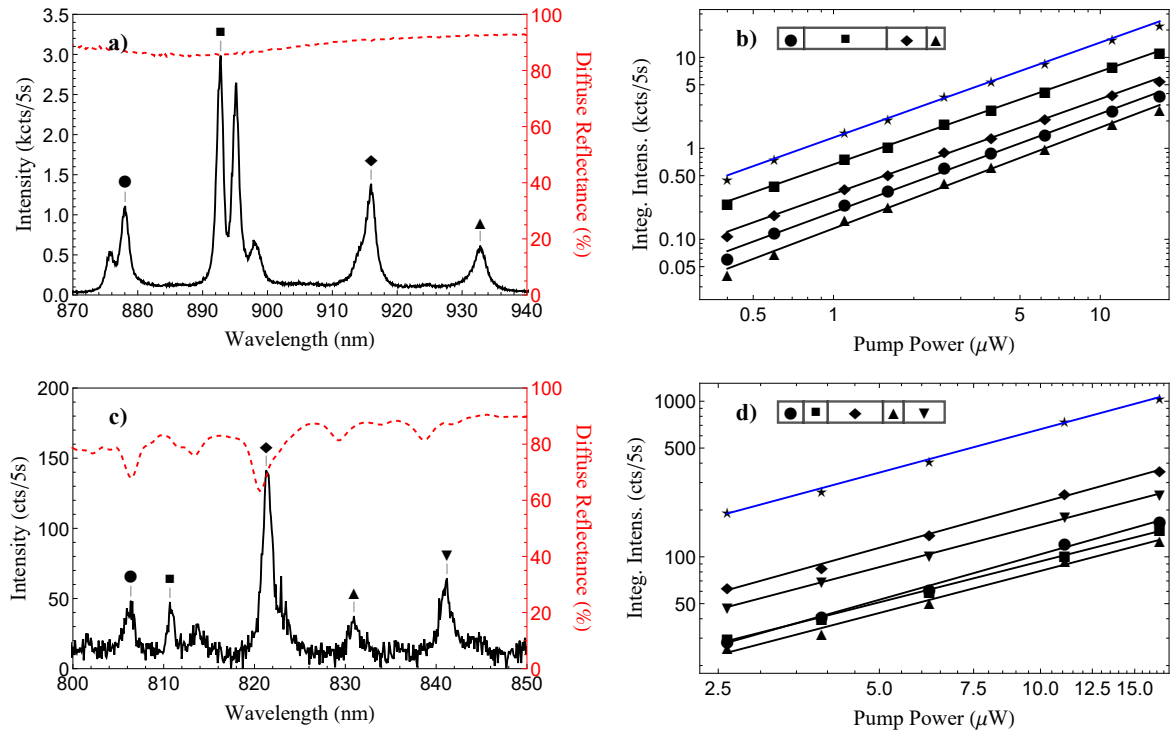 a)
3.5
3.0
2.5
2.0
1.5
1.0
0.5
0.0
Intensity (kcts/5s)
870 880 890 900 910 920 930 940
Wavelength (nm)
100
80
60
40
20
0
Diffuse Reflectance (%)
b)
10
5
1
0.50
0.10
0.05
Integ. Intens. (kcts/5s)
0.5 1 5 10
Pump Power (μW)
c)
200
150
100
50
0
Intensity (cts/5s)
800 810 820 830 840 850
Wavelength (nm)
100
80
60
40
20
0
Diffuse Reflectance (%)
d)
1000
500
100
50
Integ. Intens. (cts/5s)
2.5 5.0 7.5 10.0 12.5 15.0
Pump Power (μW)